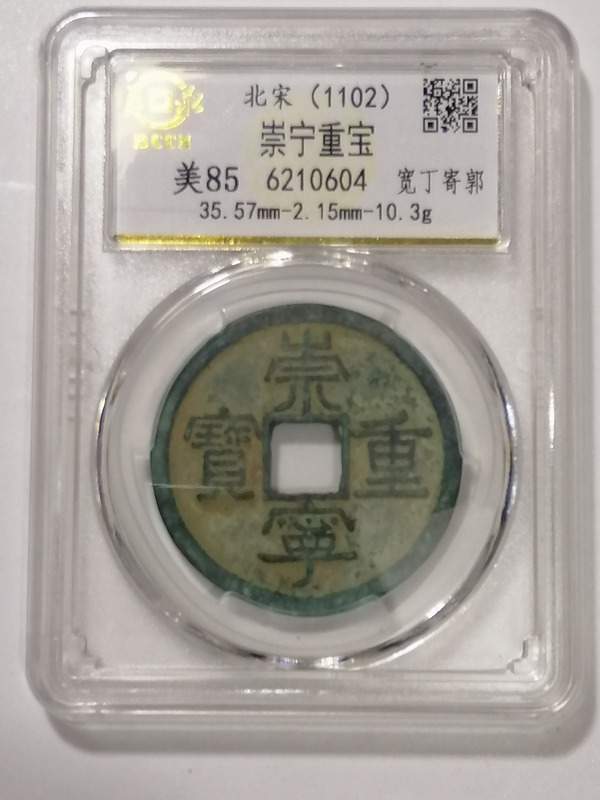 北宋（1102）
崇宁重宝
美85 6210604 宽丁寄郭
35.57mm-2.15mm-10.3g
崇
寶 重
寧